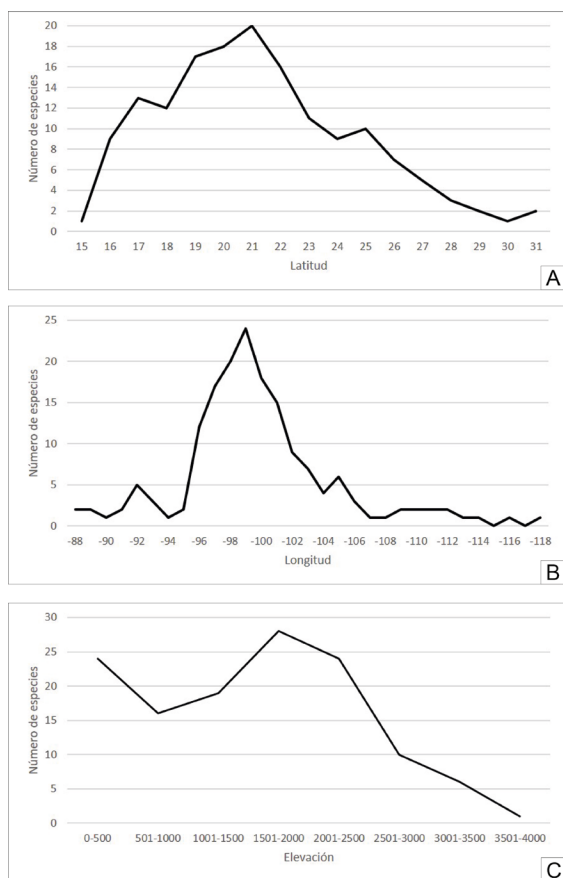 20
18
16
14
12
10
8
6
4
2
0
Número de especies
15 16 17 18 19 20 21 22 23 24 25 26 27 28 29 30 31
Latitud
A
25
20
15
10
5
0
Número de especies
-88 -90 -92 -94 -96 -98 -100 -102 -104 -106 -108 -110 -112 -114 -116 -118
Longitud
B
30
25
20
15
10
5
0
Número de especies
0-500 501-1000 1001-1500 1501-2000 2001-2500 2501-3000 3001-3500 3501-4000
Elevación
C